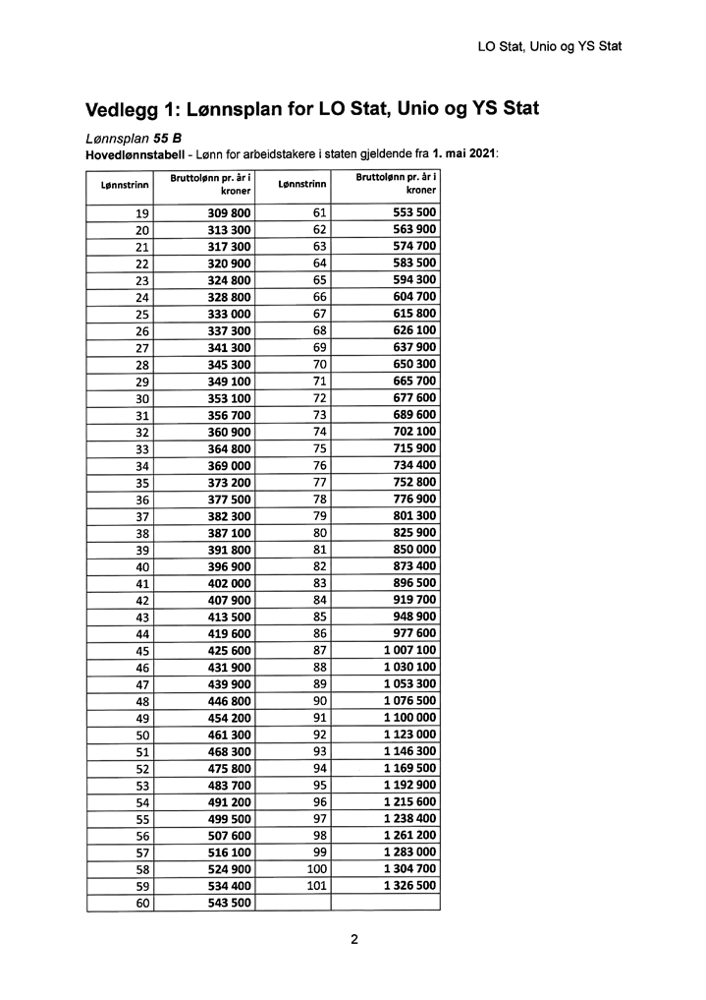 LO Stat, Unio og YS Stat
Vedlegg 1: Lønnsplan for LO Stat, Unio og YS Stat
Lønnsplan 55 B
Hovedlønnstabell - Lønn for arbeidstakere i staten gjeldende fra 1. mai 2021:
Lønnstrinn Bruttolønn pr. år i kroner Lønnstrinn Bruttolønn pr. år i kroner
19 309 800 61 553 500
20 313 300 62 563 900
21 317 300 63 574 700
22 320 900 64 583 500
23 324 800 65 594 300
24 328 800 66 604 700
25 333 000 67 615 800
26 337 300 68 626 100
27 341 300 69 637 900
28 345 300 70 650 300
29 349 100 71 665 700
30 353 100 72 677 600
31 356 700 73 689 600
32 360 900 74 702 100
33 364 800 75 715 900
34 369 000 76 734 400
35 373 200 77 752 800
36 377 500 78 776 900
37 382 300 79 801 300
38 387 100 80 825 900
39 391 800 81 850 000
40 396 900 82 873 400
41 402 000 83 896 500
42 407 900 84 919 700
43 413 500 85 948 900
44 419 600 86 977 600
45 425 600 87 1 007 100
46 431 900 88 1 030 100
47 439 900 89 1 053 300
48 446 800 90 1 076 500
49 454 200 91 1 100 000
50 461 300 92 1 123 000
51 468 300 93 1 146 300
52 475 800 94 1 169 500
53 483 700 95 1 192 900
54 491 200 96 1 215 600
55 499 500 97 1 238 400
56 507 600 98 1 261 200
57 516 100 99 1 283 000
58 524 900 100 1 304 700
59 534 400 101 1 326 500
60 543 500
2